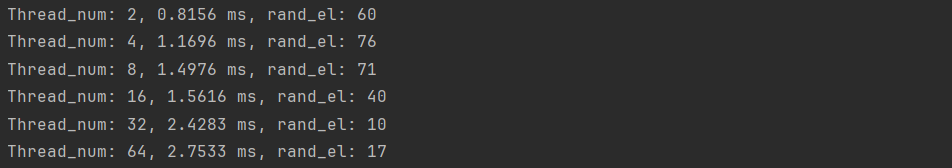 Thread_num: 2, 0.8156 ms, rand_el: 60
Thread_num: 4, 1.1696 ms, rand_el: 76
Thread_num: 8, 1.4976 ms, rand_el: 71
Thread_num: 16, 1.5616 ms, rand_el: 40
Thread_num: 32, 2.4283 ms, rand_el: 10
Thread_num: 64, 2.7533 ms, rand_el: 17